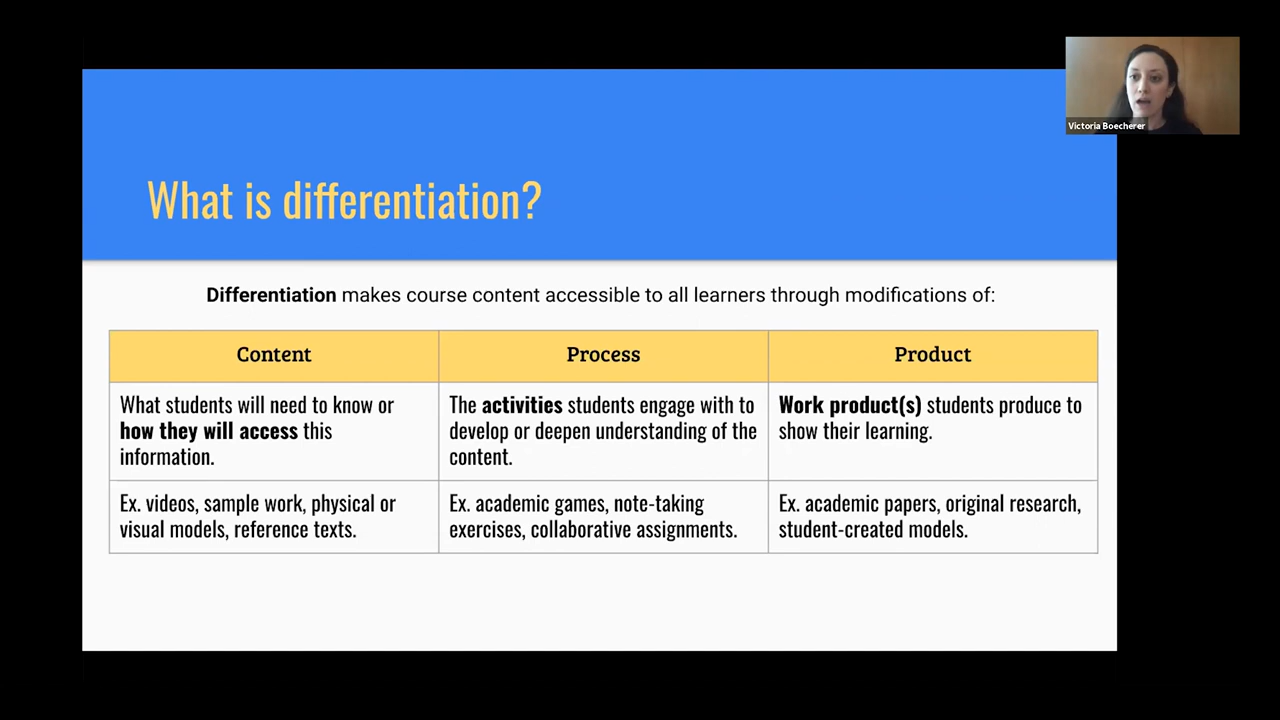 Victoria Boecherer
What is differentiation?
Differentiation makes course content accessible to all learners through modifications of:
Content
Process
Product
What students will need to know or
how they will access this
information.
The activities students engage with to
develop or deepen understanding of the
content.
Work product(s) students produce to
show their learning.
Ex. videos, sample work, physical or
visual models, reference texts.
Ex. academic games, note-taking
exercises, collaborative assignments.
Ex. academic papers, original research,
student-created models.